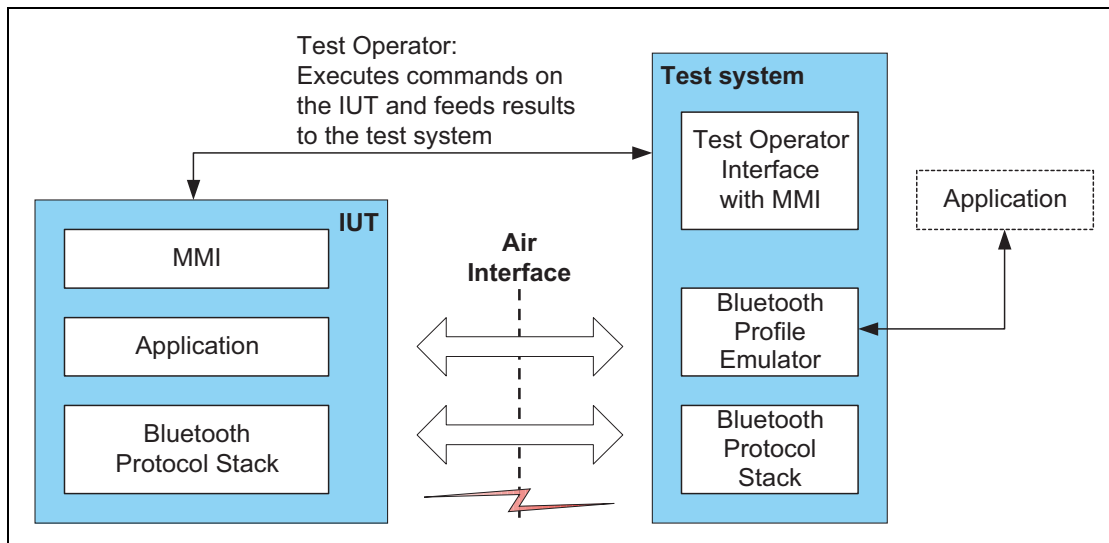 Test Operator:
Executes commands on
the IUT and feeds results
to the test system
Test system
Test Operator
Interface
with MMI
Application
IUT
MMI
Air
Interface
Application
Bluetooth
Profile
Emulator
Bluetooth
Protocol Stack
Bluetooth
Protocol
Stack